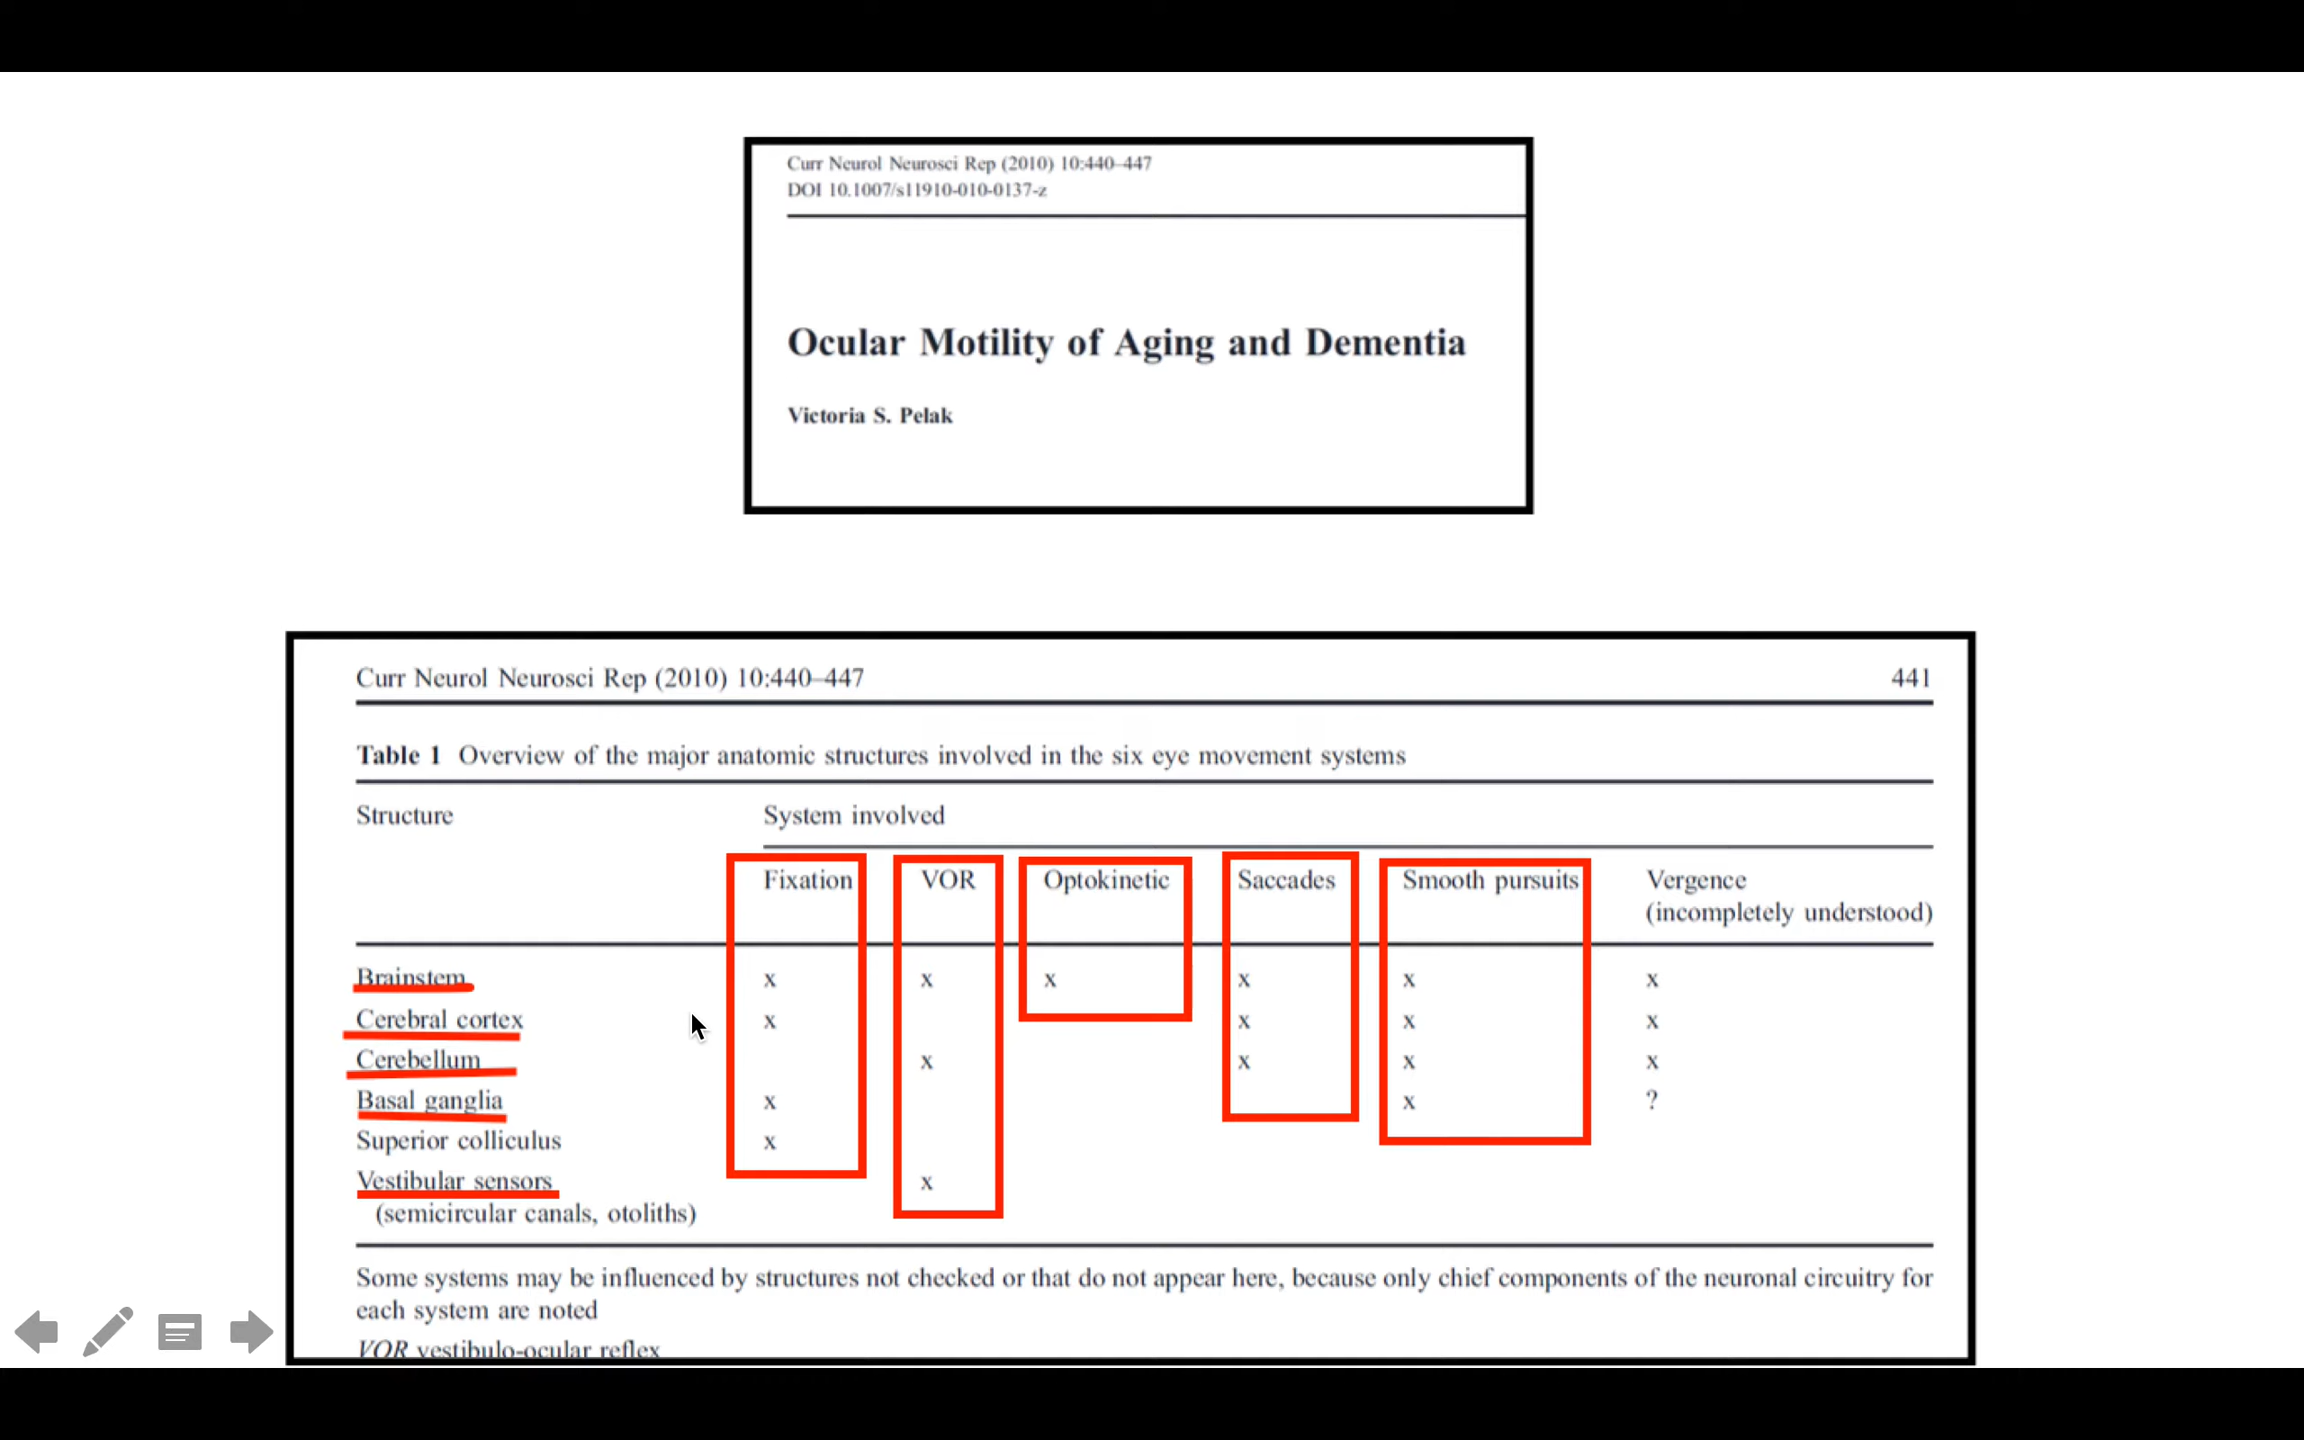 Curr Neurol Neurosci Rep (2010) 10:440–447
DOI 10.1007/s11910-010-0137-z
Ocular Motility of Aging and Dementia
Victoria S. Pelak
Curr Neurol Neurosci Rep (2010) 10:440–447 441
Table 1 Overview of the major anatomic structures involved in the six eye movement systems
Structure System involved
Fixation VOR Optokinetic Saccades Smooth pursuits Vergence
(incompletely understood)
Brainstem x x x x x x
Cerebral cortex x x x x
Cerebellum x x x x
Basal ganglia x x ?
Superior colliculus x
Vestibular sensors x
(semicircular canals, otoliths)
Some systems may be influenced by structures not checked or that do not appear here, because only chief components of the neuronal circuitry for
each system are noted
VOR vestibulo-ocular reflex